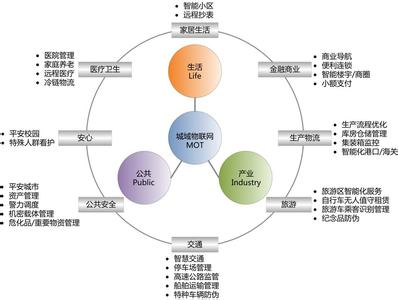 智能小区
远程抄表
家居生活
医院管理
家庭养老
远程医疗
冷链物流
医疗卫生
生活
Life
金融商业
商业导航
便利连锁
智能楼宇/商圈
小额支付
平安校园
特殊人群看护
安心
城域物联网
MOT
生产物流
生产流程优化
库房仓储管理
集装箱监控
智能化港口/海关
公共
Public
产业
Industry
平安城市
资产管理
警力调度
机密载体管理
危化品/重要物资管理
公共安全
旅游
旅游区智能化服务
自行车无人值守租赁
旅游车乘客识别管理
纪念品防伪
交通
智慧交通
停车场管理
高速公路监管
船舶运输管理
特种车辆防伪